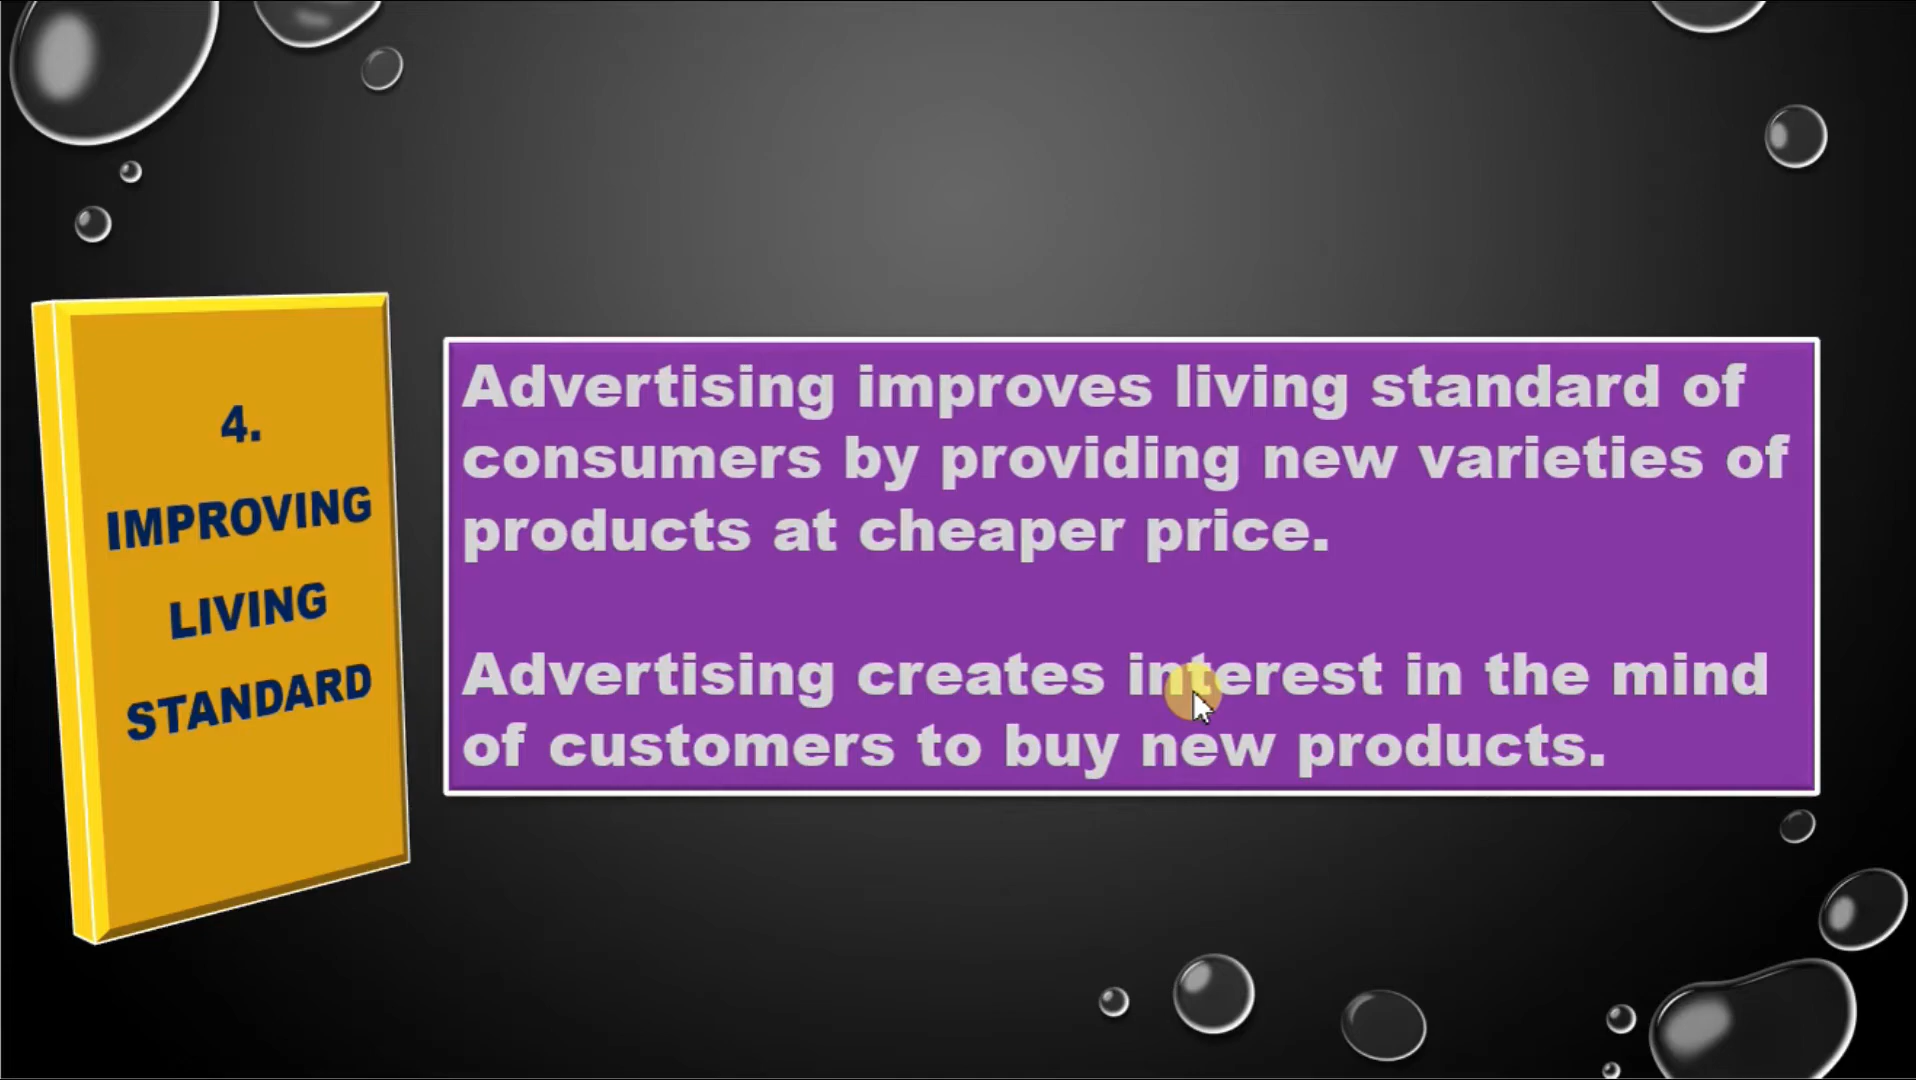 4.
IMPROVING
LIVING
STANDARD
Advertising improves living standard of
consumers by providing new varieties of
products at cheaper price.
Advertising creates interest in the mind
of customers to buy new products.